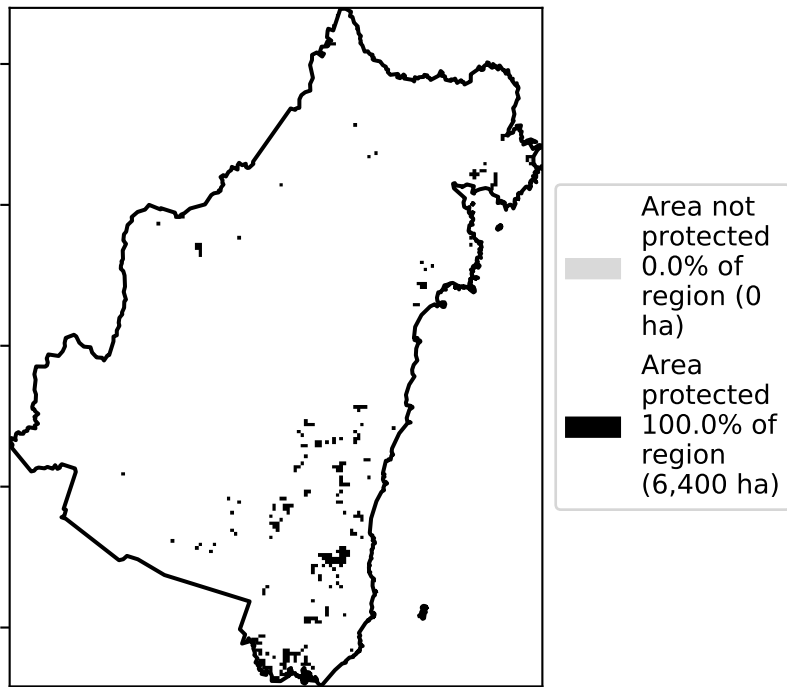 Area not
protected
0.0% of
region (0
ha)
Area
protected
100.0% of
region
(6,400 ha)